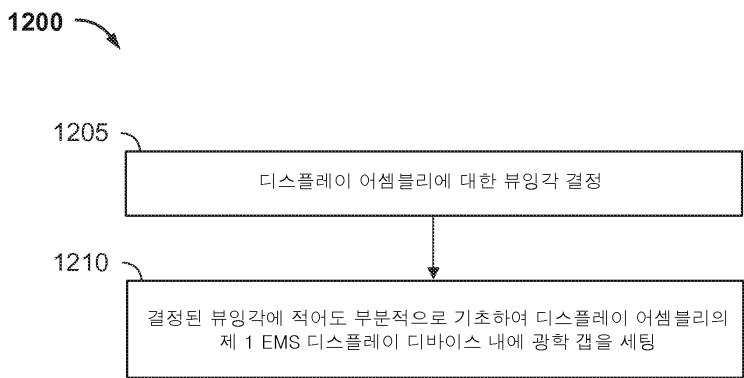 1200
1205
디스플레이 어셈블리에 대한 뷰잉각 결정
1210
결정된 뷰잉각에 적어도 부분적으로 기초하여 디스플레이 어셈블리의
제 1 EMS 디스플레이 디바이스 내에 광학 갭을 세팅